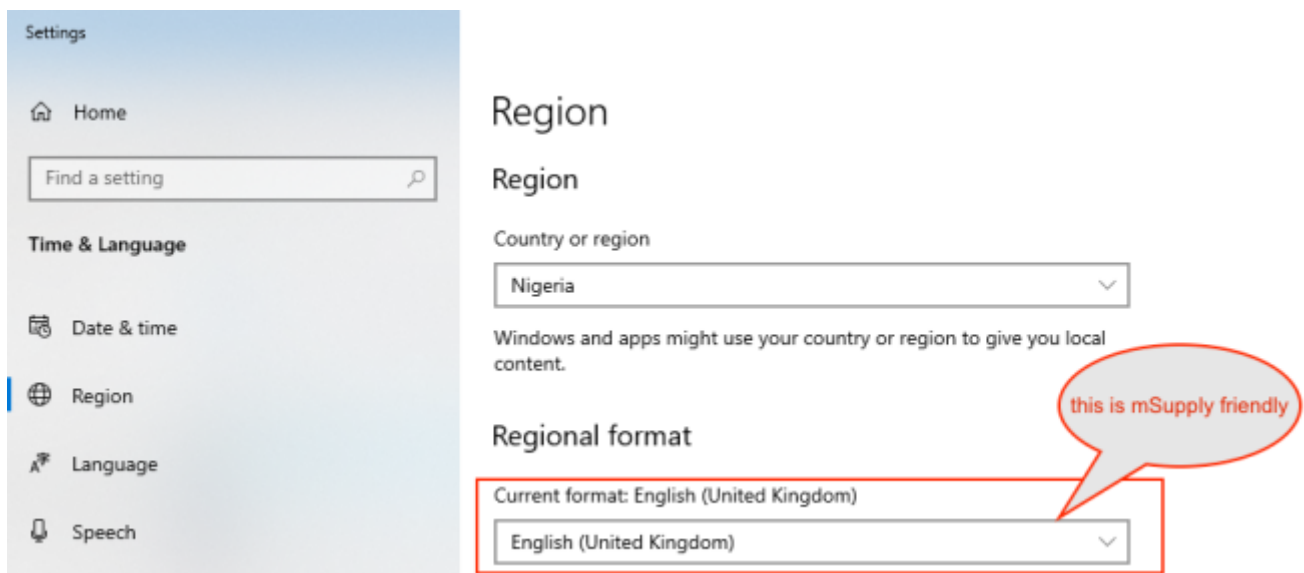 Settings
Home
Find a setting
Time & Language
Date & time
Region
Language
Speech
Region
Region
Country or region
Nigeria
Windows and apps might use your country or region to give you local
content.
Regional format
this is mSupply friendly
Current format: English (United Kingdom)
English (United Kingdom)